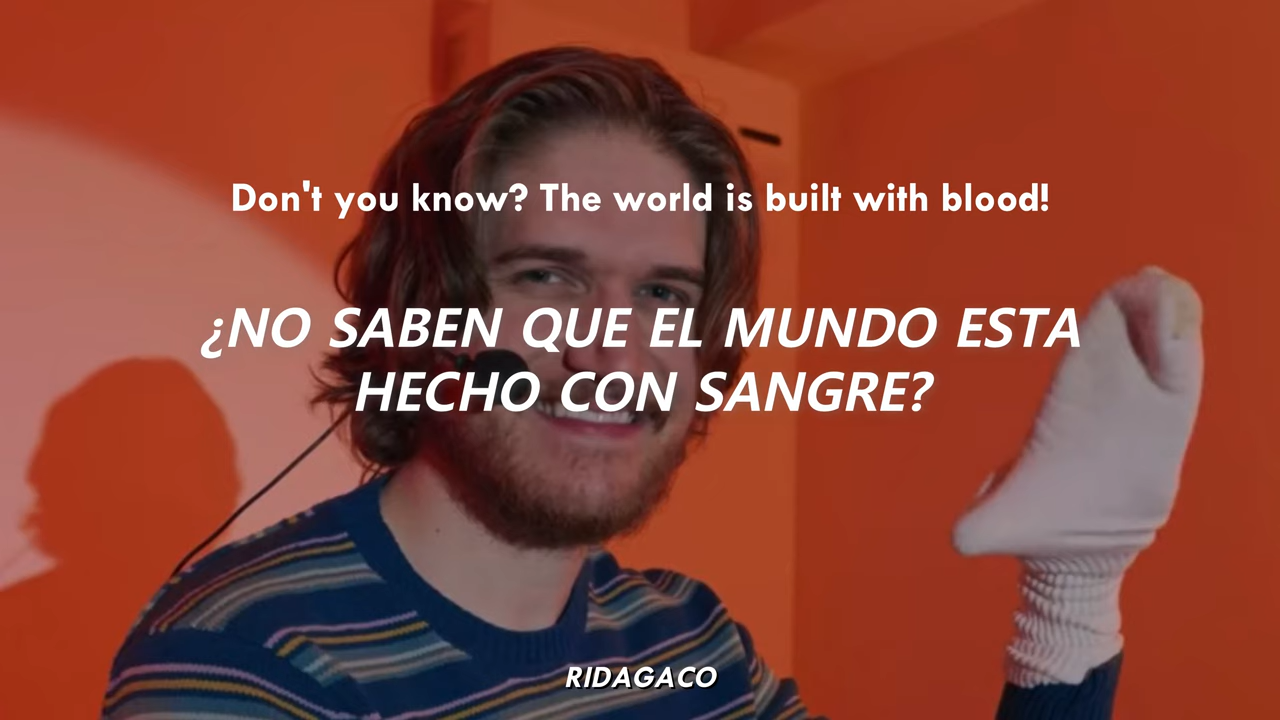 Don't you know? The world is built with blood!
¿NO SABEN QUE EL MUNDO ESTA
HECHO CON SANGRE?
RIDAGACO